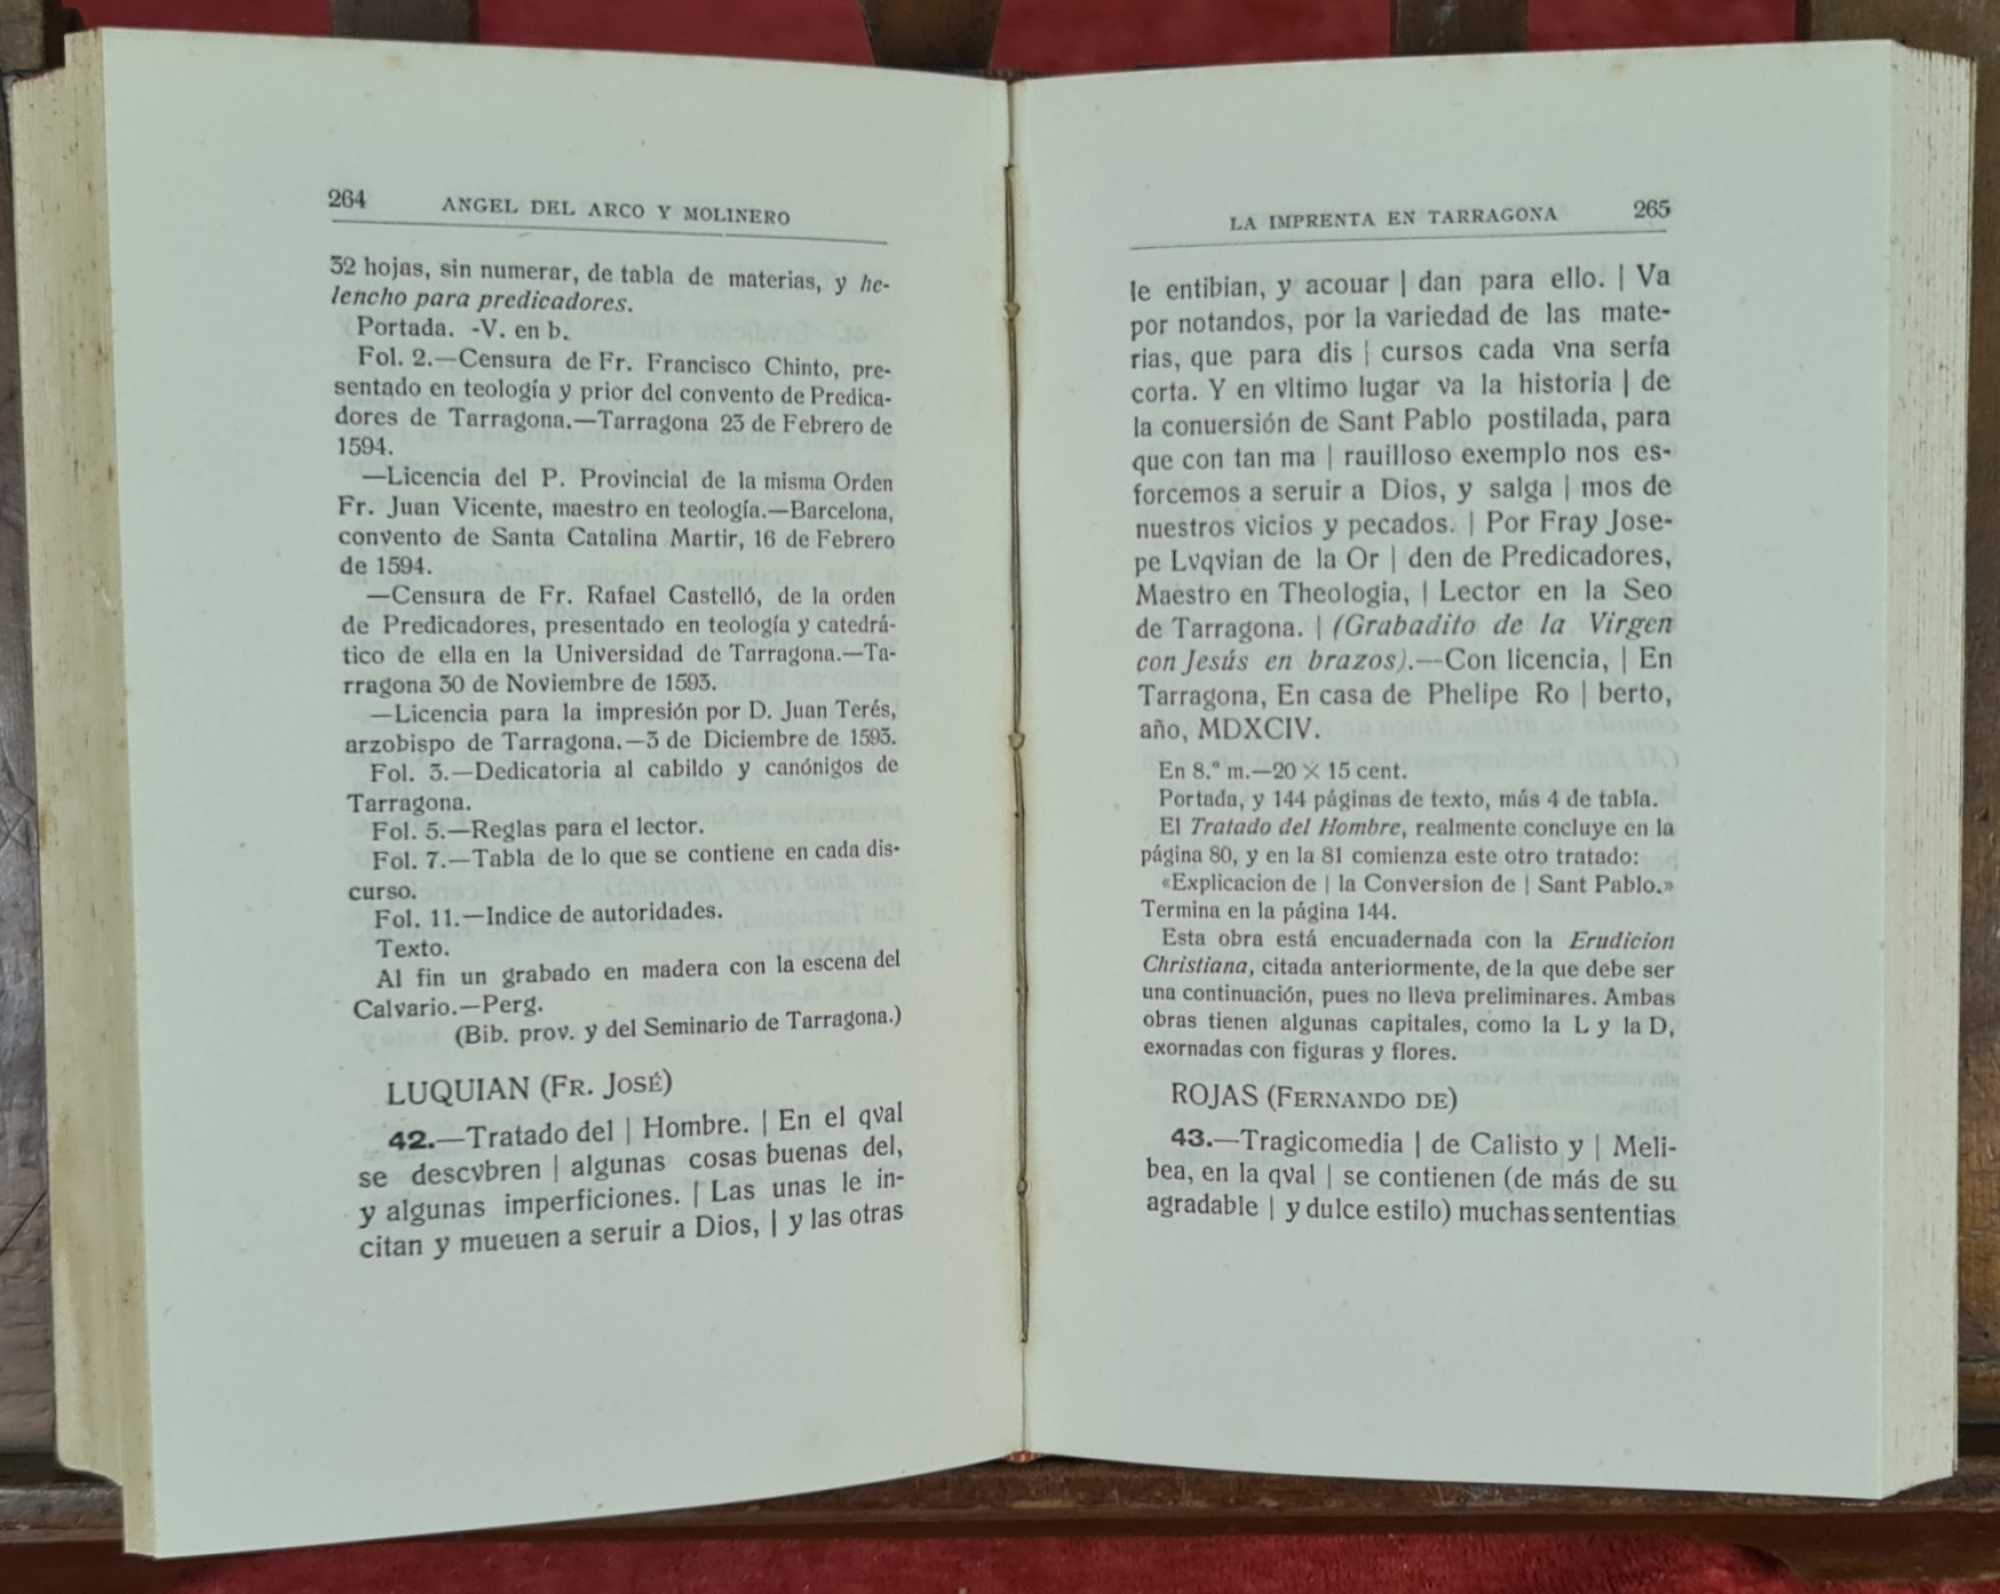 264 ANGEL DEL ARCO Y MOLINERO
32 hojas, sin numerar, de tabla de materias, y he-
lencho para predicadores.
Portada. -V. en b.
Fol. 2.—Censura de Fr. Francisco Chinto, pre-
sentado en teología y prior del convento de Predica-
dores de Tarragona.—Tarragona 23 de Febrero de
1594.
—Licencia del P. Provincial de la misma Orden
Fr. Juan Vicente, maestro en teología.—Barcelona,
convento de Santa Catalina Martir, 16 de Febrero
de 1594.
—Censura de Fr. Rafael Castelló, de la orden
de Predicadores, presentado en teología y catedrá-
tico de ella en la Universidad de Tarragona.—Ta-
rragona 30 de Noviembre de 1593.
—Licencia para la impresión por D. Juan Terés,
arzobispo de Tarragona.—3 de Diciembre de 1593.
Fol. 3.—Dedicatoria al cabildo y canónigos de
Tarragona.
Fol. 5.—Reglas para el lector.
Fol. 7.—Tabla de lo que se contiene en cada dis-
curso.
Fol. 11.—Indice de autoridades.
Texto.
Al fin un grabado en madera con la escena del
Calvario.—Perg.
(Bib. prov. y del Seminario de Tarragona.)
LUQUIAN (FR. JOSÉ)
42.—Tratado del | Hombre. | En el qval
se descvbren | algunas cosas buenas del,
y algunas imperficiones. | Las unas le in-
citan y mueuen a seruir a Dios, | y las otras
LA IMPRENTA EN TARRAGONA 265
le entibian, y acouar | dan para ello. | Va
por notandos, por la variedad de las mate-
rias, que para dis | cursos cada vna sería
corta. Y en vltimo lugar va la historia | de
la conuersión de Sant Pablo postilada, para
que con tan ma | rauilloso exemplo nos es-
forcemos a seruir a Dios, y salga | mos de
nuestros vicios y pecados. | Por Fray Jose-
pe Lvqvian de la Or | den de Predicadores,
Maestro en Theologia, | Lector en la Seo
de Tarragona. | (Grabadito de la Virgen
con Jesús en brazos).—Con licencia, | En
Tarragona, En casa de Phelipe Ro | berto,
año, MDXCIV.
En 8.º m.—20 × 15 cent.
Portada, y 144 páginas de texto, más 4 de tabla.
El Tratado del Hombre, realmente concluye en la
página 80, y en la 81 comienza este otro tratado:
«Explicacion de | la Conversion de | Sant Pablo.»
Termina en la página 144.
Esta obra está encuadernada con la Erudicion
Christiana, citada anteriormente, de la que debe ser
una continuación, pues no lleva preliminares. Ambas
obras tienen algunas capitales, como la L y la D,
exornadas con figuras y flores.
ROJAS (FERNANDO DE)
43.—Tragicomedia | de Calisto y | Meli-
bea, en la qval | se contienen (de más de su
agradable | y dulce estilo) muchas sententias